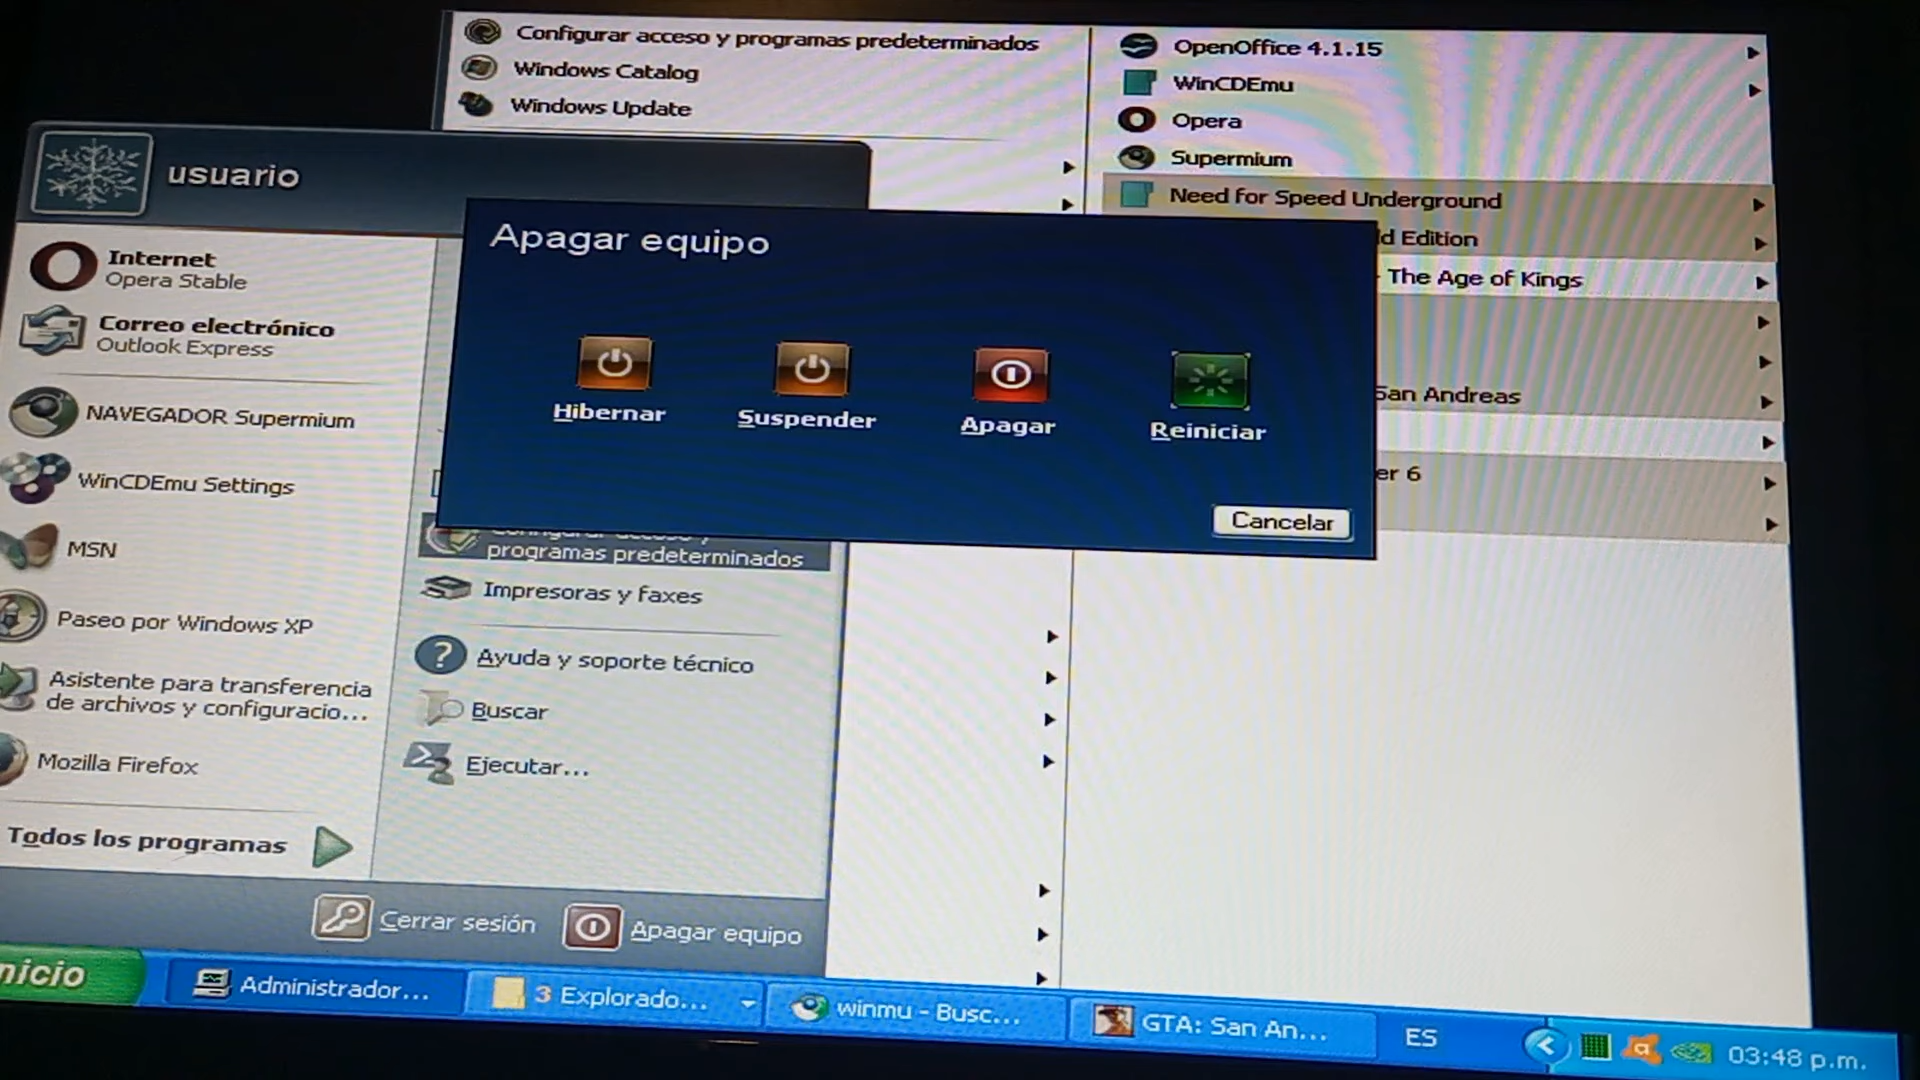 Configurar acceso y programas predeterminados
Windows Catalog
Windows Update
OpenOffice 4.1.15
WinCDEmu
Opera
Supermium
Need for Speed Underground
d Edition
- The Age of Kings
San Andreas
er 6
usuario
Internet
Opera Stable
Correo electrónico
Outlook Express
NAVEGADOR Supermium
WinCDEmu Settings
MSN
Paseo por Windows XP
Asistente para transferencia
de archivos y configuracio...
Mozilla Firefox
Todos los programas
Apagar equipo
Hibernar
Suspender
Apagar
Reiniciar
Cancelar
programas predeterminados
Impresoras y faxes
Ayuda y soporte técnico
Buscar
Ejecutar...
Cerrar sesión
Apagar equipo
nicio
Administrador...
3 Explorado...
winmu - Busc...
GTA: San An...
ES
03:48 p.m.